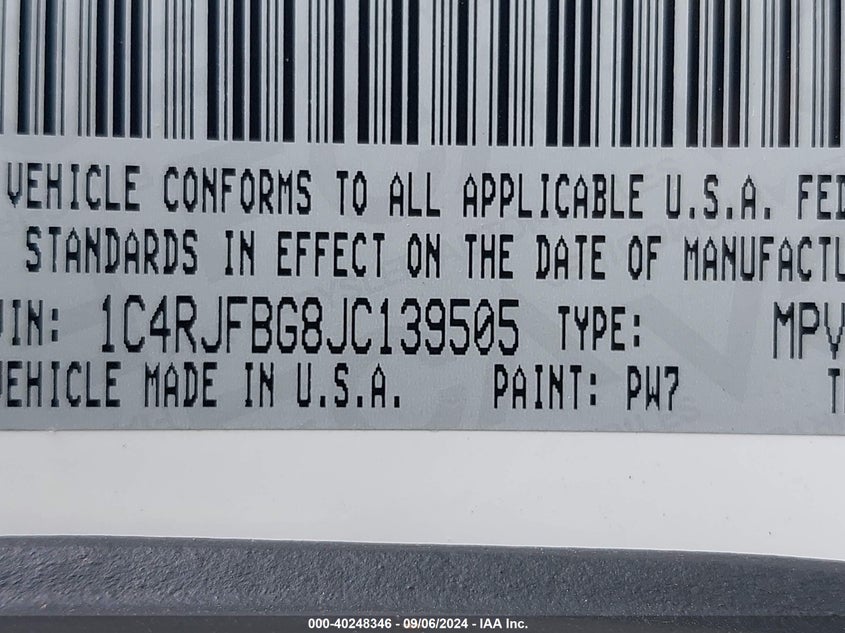 VEHICLE CONFORMS TO ALL APPLICABLE U.S.A. FED
STANDARDS IN EFFECT ON THE DATE OF MANUFACTU
VIN: 1C4RJFBG8JC139505 TYPE: MPV
VEHICLE MADE IN U.S.A. PAINT: PW7
000-40248346 - 09/06/2024 - IAA Inc.